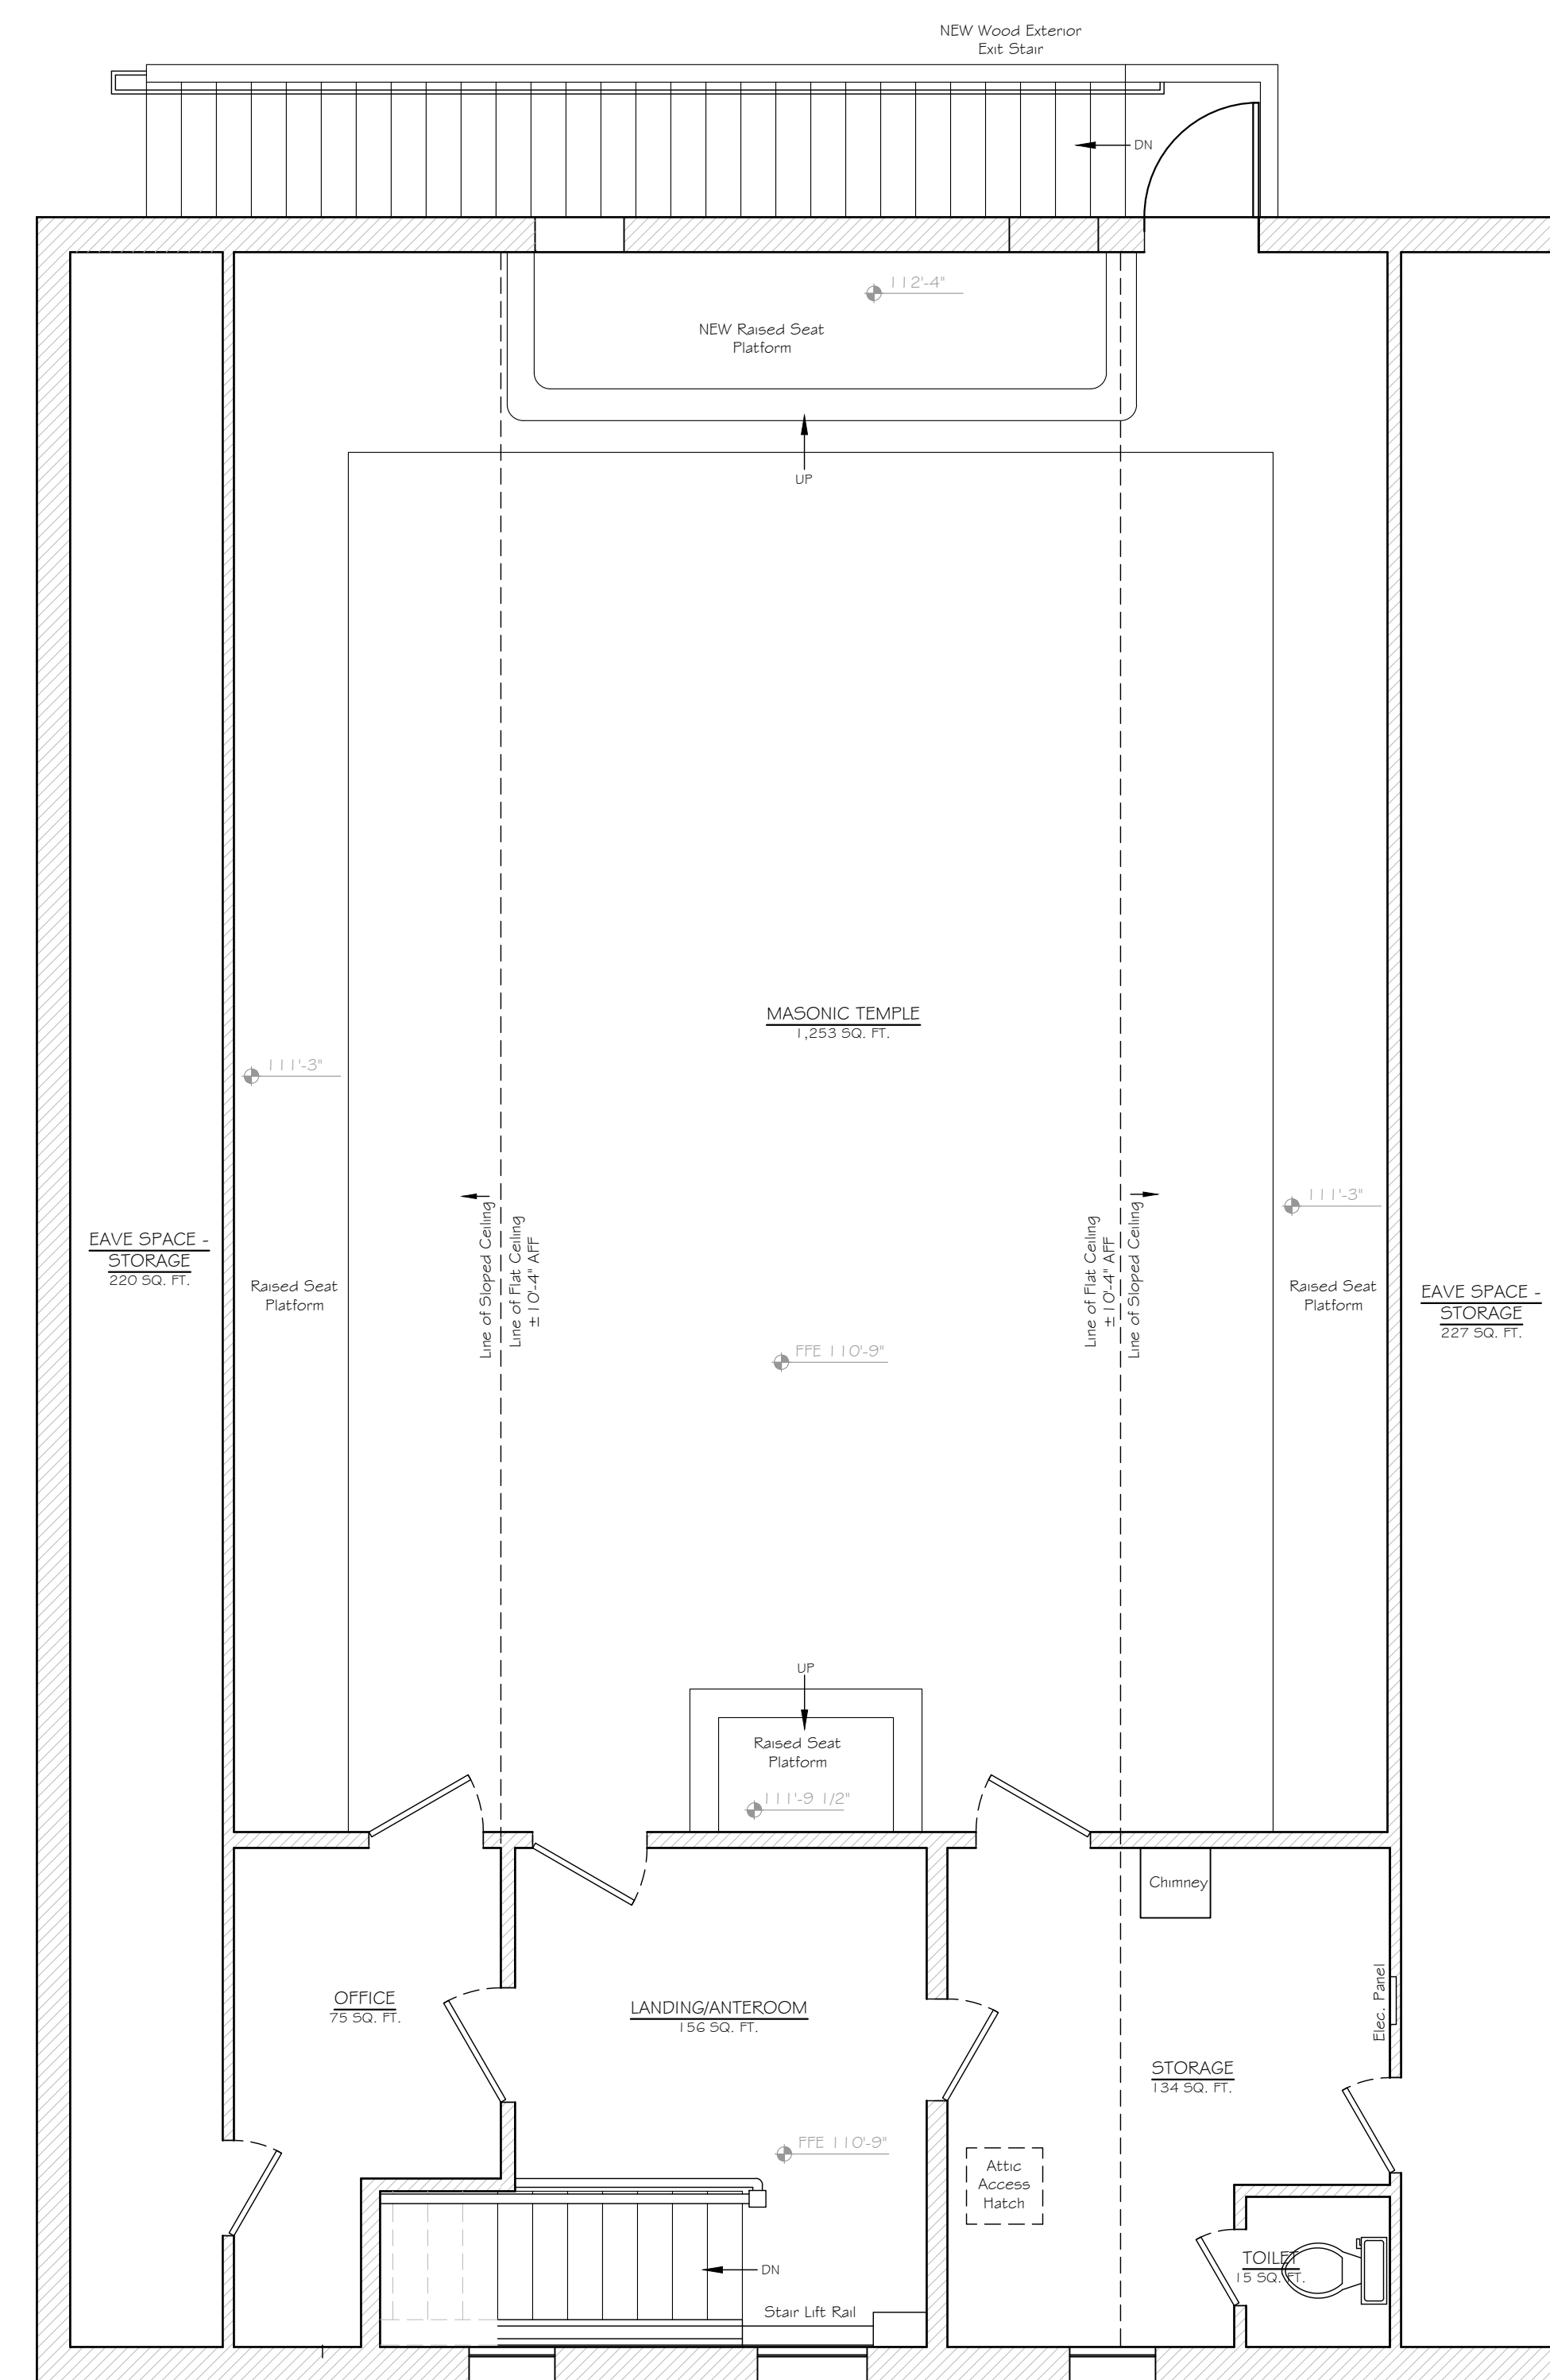 NEW Wood Exterior
Exit Stair
DN
112'-4"
NEW Raised Seat
Platform
UP
MASONIC TEMPLE
1,253 SQ. FT.
111'-3"
111'-3"
Line of Sloped Ceiling
Line of Flat Ceiling
±10'-4" AFF
Line of Flat Ceiling
±10'-4" AFF
Line of Sloped Ceiling
EAVE SPACE -
STORAGE
220 SQ. FT.
Raised Seat
Platform
Raised Seat
Platform
EAVE SPACE -
STORAGE
227 SQ. FT.
FFE 110'-9"
UP
Raised Seat
Platform
111'-9 1/2"
Chimney
OFFICE
75 SQ. FT.
LANDING/ANTEROOM
156 SQ. FT.
Elec. Panel
STORAGE
134 SQ. FT.
FFE 110'-9"
Attic
Access
Hatch
TOILET
15 SQ. FT.
DN
Stair Lift Rail